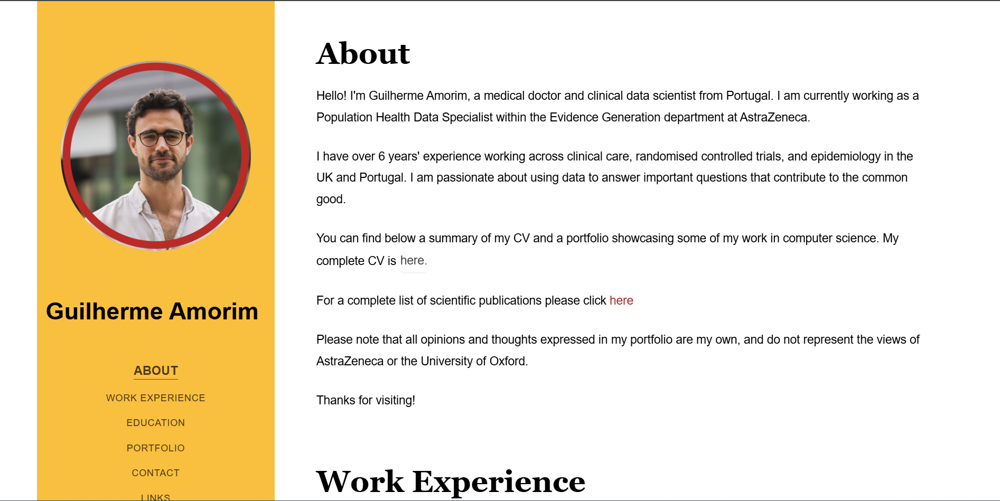 Guilherme Amorim
ABOUT
WORK EXPERIENCE
EDUCATION
PORTFOLIO
CONTACT
LINKS
About
Hello! I'm Guilherme Amorim, a medical doctor and clinical data scientist from Portugal. I am currently working as a
Population Health Data Specialist within the Evidence Generation department at AstraZeneca.
I have over 6 years' experience working across clinical care, randomised controlled trials, and epidemiology in the
UK and Portugal. I am passionate about using data to answer important questions that contribute to the common
good.
You can find below a summary of my CV and a portfolio showcasing some of my work in computer science. My
complete CV is here.
For a complete list of scientific publications please click here
Please note that all opinions and thoughts expressed in my portfolio are my own, and do not represent the views of
AstraZeneca or the University of Oxford.
Thanks for visiting!
Work Experience